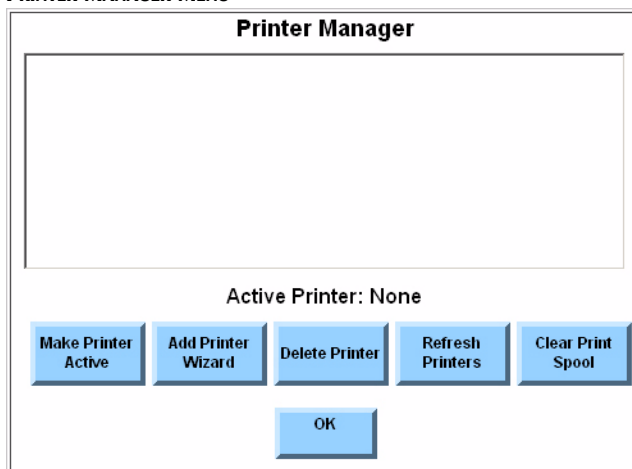 Printer Manager
Active Printer: None
Make Printer Active
Add Printer Wizard
Delete Printer
Refresh Printers
Clear Print Spool
OK